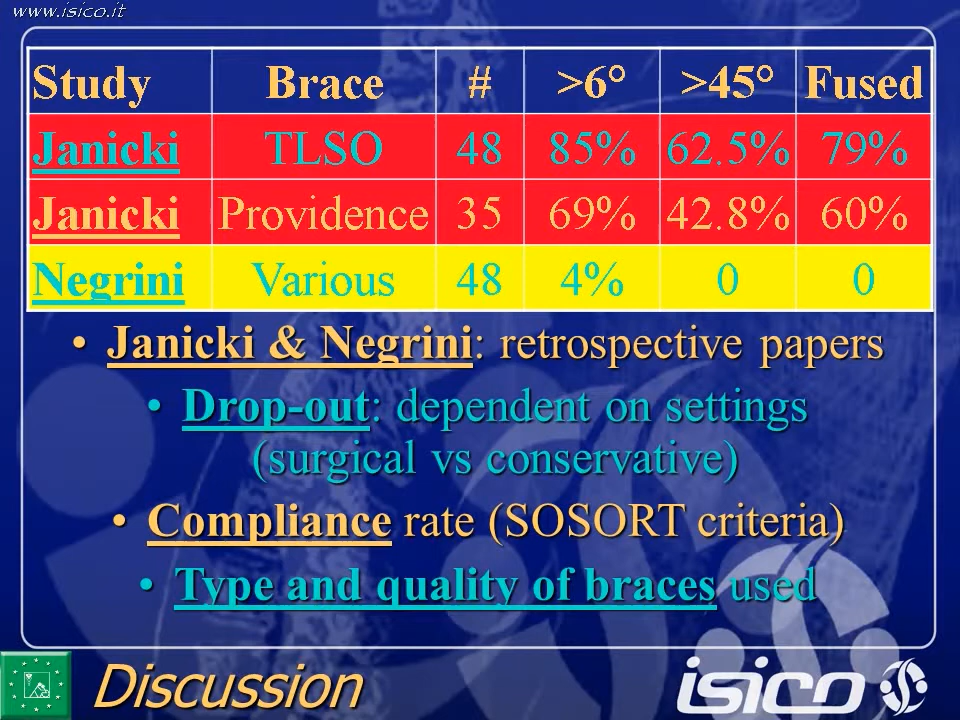 www.isico.it
Study Brace # >6° >45° Fused
Janicki TLSO 48 85% 62.5% 79%
Janicki Providence 35 69% 42.8% 60%
Negrini Various 48 4% 0 0
• Janicki & Negrini: retrospective papers
• Drop-out: dependent on settings
(surgical vs conservative)
• Compliance rate (SOSORT criteria)
• Type and quality of braces used
Discussion
isico